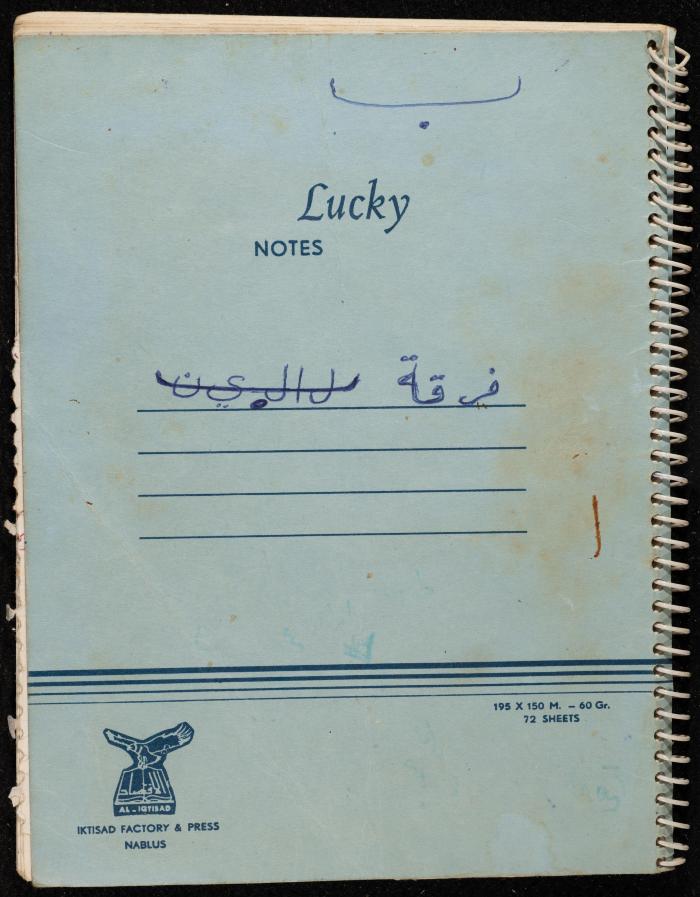 ب
Lucky
NOTES
فرقة
195 X 150 M. – 60 Gr.
72 SHEETS
AL-IQTISAD
IKTISAD FACTORY & PRESS
NABLUS